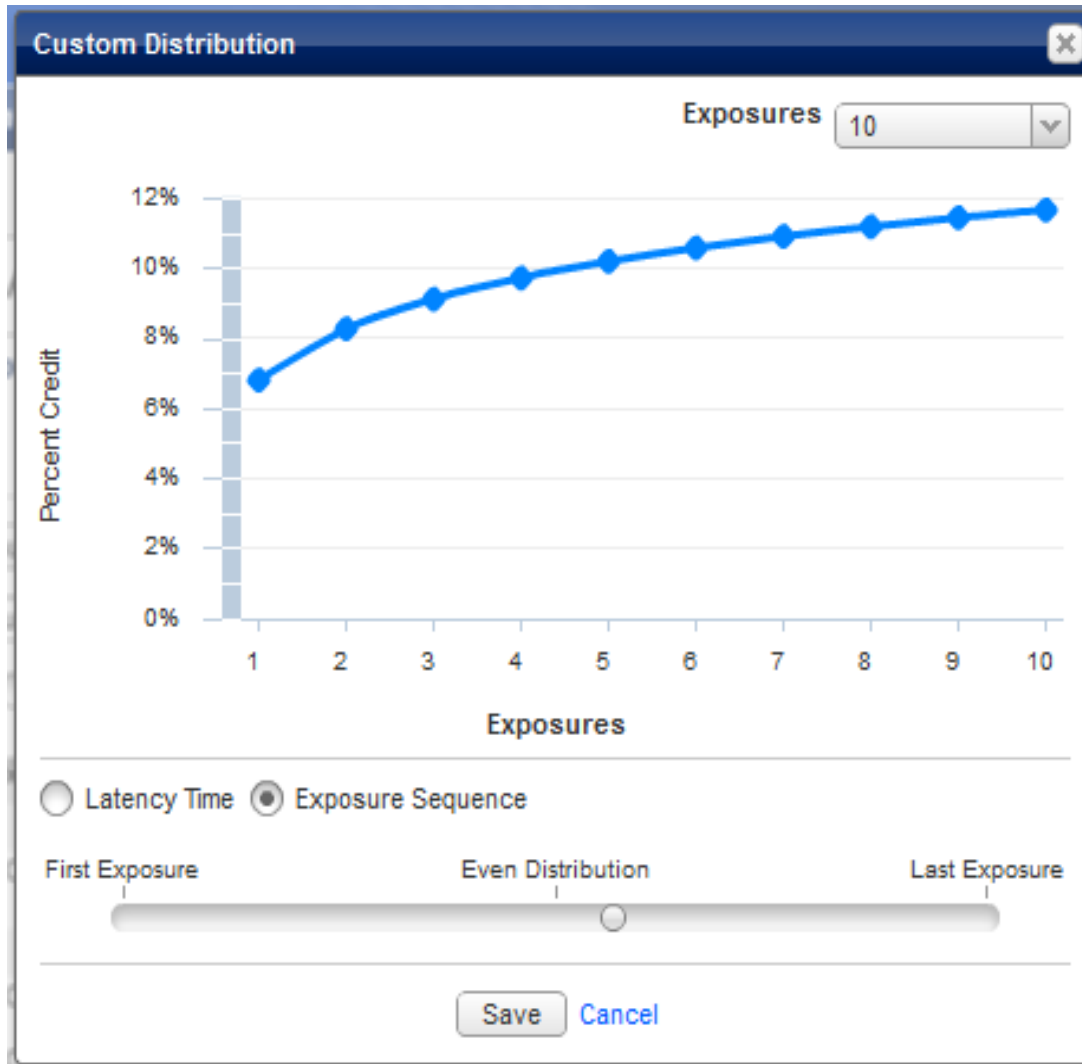 Custom Distribution
Exposures 10
12%
10%
8%
6%
4%
2%
0%
Percent Credit
1 2 3 4 5 6 7 8 9 10
Exposures
Latency Time Exposure Sequence
First Exposure Even Distribution Last Exposure
Save Cancel